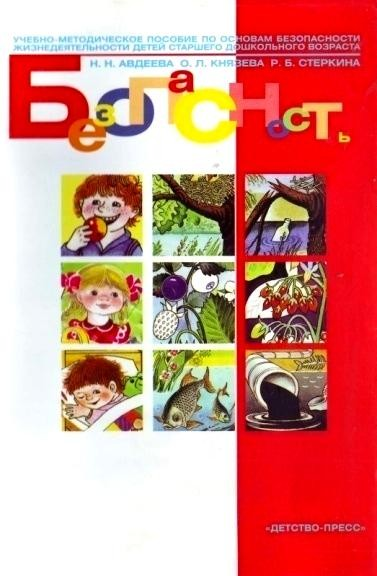 УЧЕБНО-МЕТОДИЧЕСКОЕ ПОСОБИЕ ПО ОСНОВАМ БЕЗОПАСНОСТИ
ЖИЗНЕДЕЯТЕЛЬНОСТИ ДЕТЕЙ СТАРШЕГО ДОШКОЛЬНОГО ВОЗРАСТА
Н. Н. АВДЕЕВА О. Л. КНЯЗЕВА Р. Б. СТЕРКИНА
Безопасность
«ДЕТСТВО-ПРЕСС»